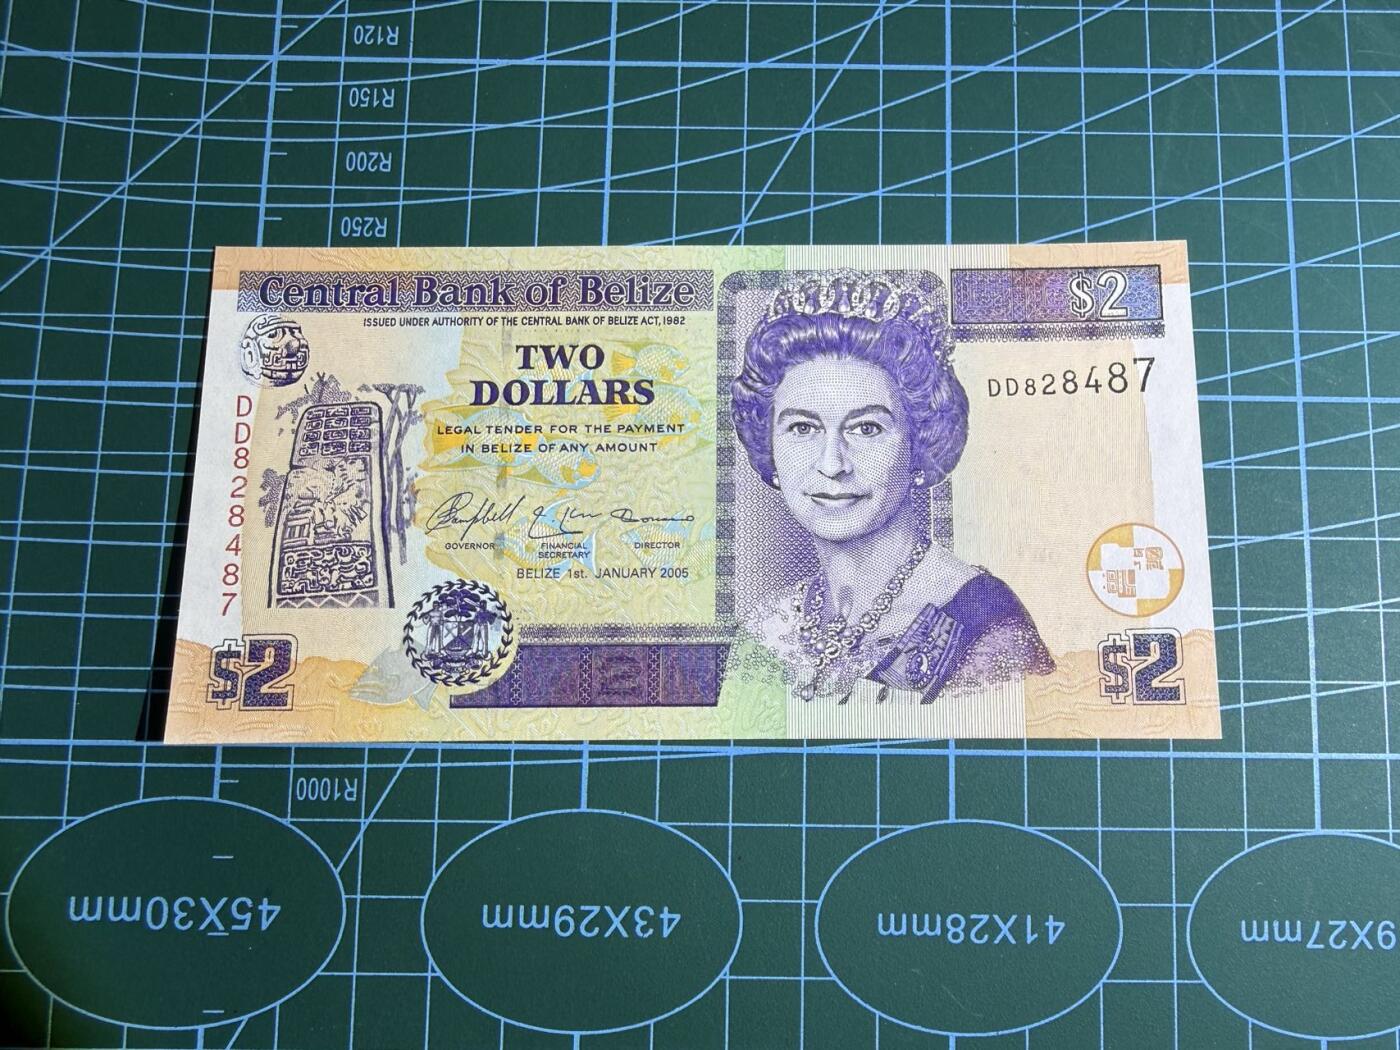 R120
R150
R200
R250
Central Bank of Belize
$2
ISSUED UNDER AUTHORITY OF THE CENTRAL BANK OF BELIZE ACT, 1982
TWO
DOLLARS
DD828487
LEGAL TENDER FOR THE PAYMENT
IN BELIZE OF ANY AMOUNT
DD828487
Campbell
GOVERNOR
FINANCIAL
SECRETARY
DIRECTOR
BELIZE 1st. JANUARY 2005
$2
2
$2
R1000
45X30mm
43X29mm
41X28mm
9X27mm